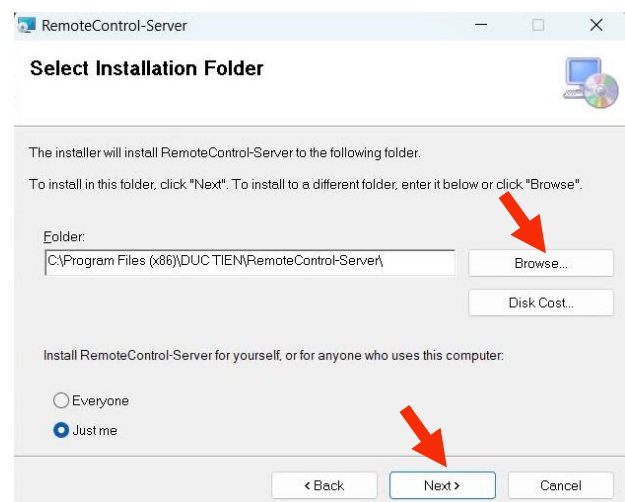 RemoteControl-Server
Select Installation Folder
The installer will install RemoteControl-Server to the following folder.
To install in this folder, click "Next". To install to a different folder, enter it below or click "Browse".
Folder:
C:\Program Files (x86)\DUC TIEN\RemoteControl-Server\
Browse...
Disk Cost...
Install RemoteControl-Server for yourself, or for anyone who uses this computer:
Everyone
Just me
< Back Next > Cancel